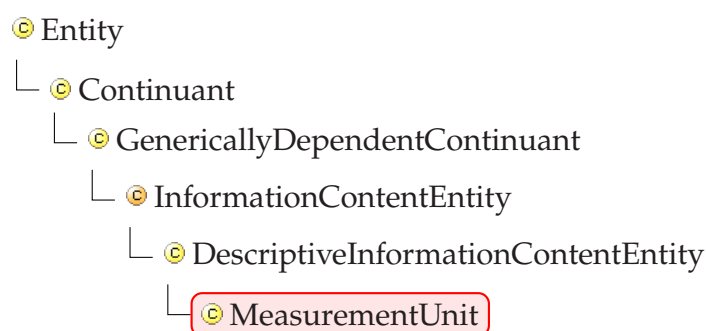 C Entity
C Continuant
C GenericallyDependentContinuant
C InformationContentEntity
C DescriptiveInformationContentEntity
C MeasurementUnit